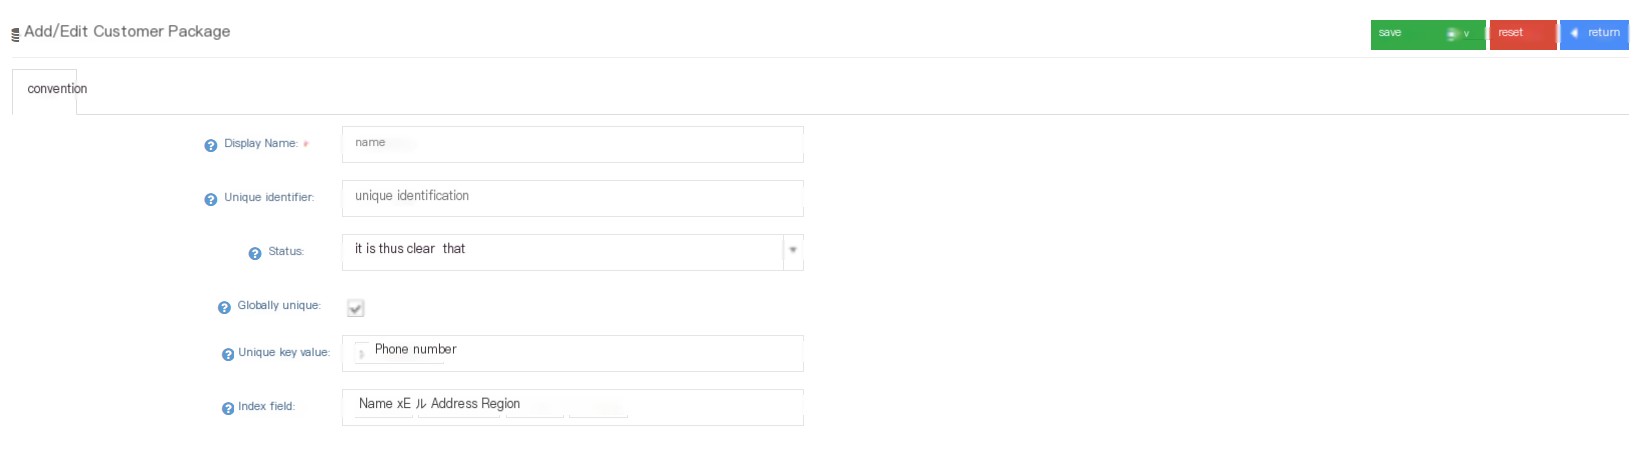 Add/Edit Customer Package
save v reset return
convention
Display Name: * name
Unique identifier: unique identification
Status: it is thus clear that
Globally unique:
Unique key value: Phone number
Index field: Name xE ル Address Region